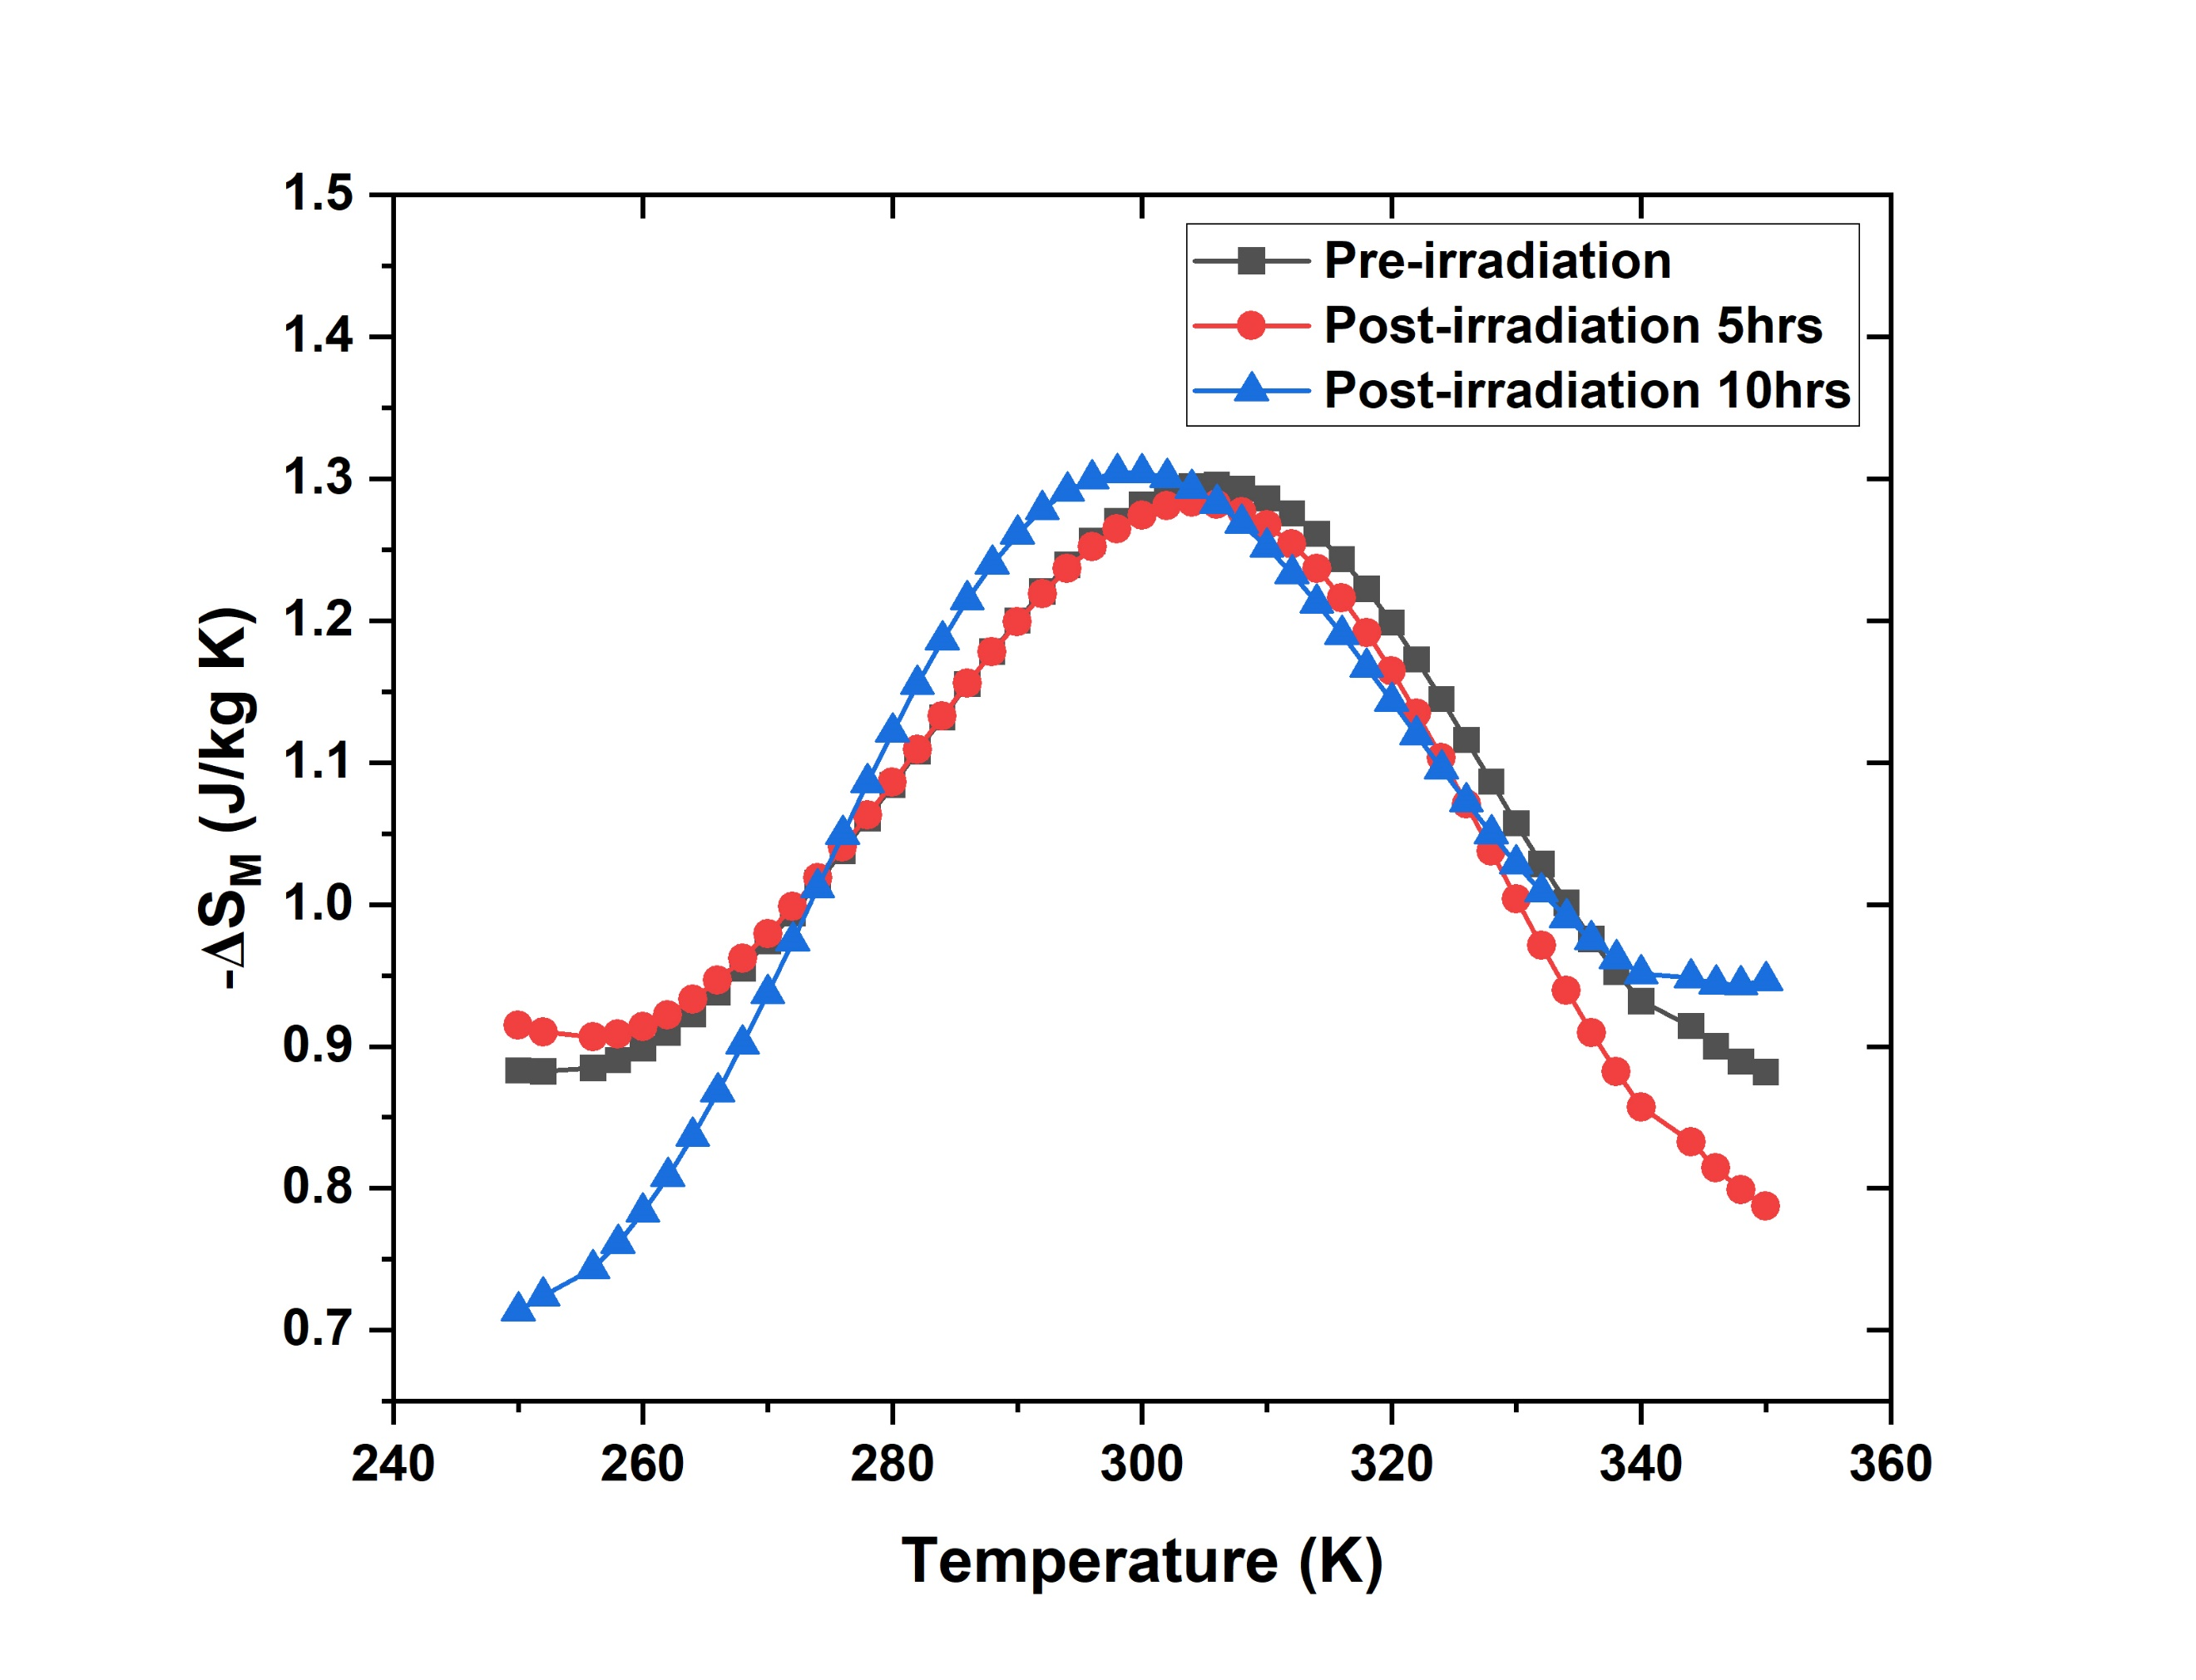 1.5
1.4
1.3
1.2
1.1
1.0
0.9
0.8
0.7
-ΔS_M (J/kg K)
Pre-irradiation
Post-irradiation 5hrs
Post-irradiation 10hrs
240 260 280 300 320 340 360
Temperature (K)